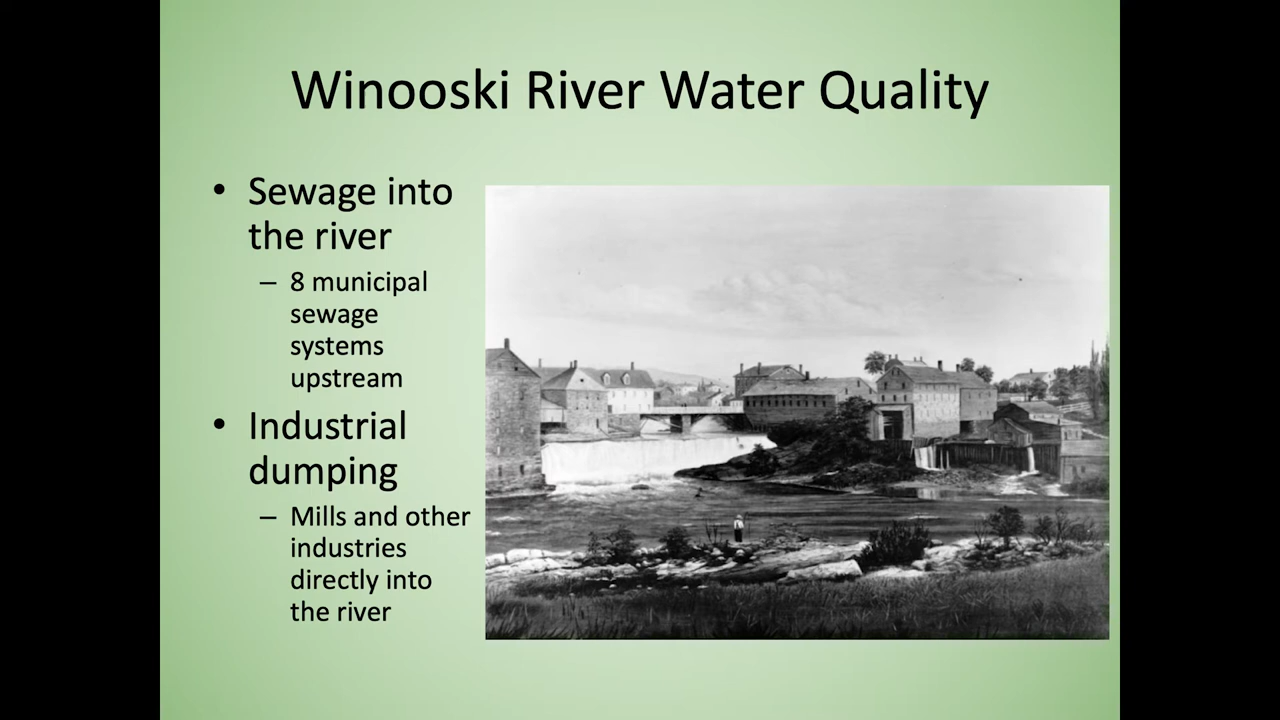 Winooski River Water Quality
• Sewage into
the river
– 8 municipal
sewage
systems
upstream
• Industrial
dumping
– Mills and other
industries
directly into
the river